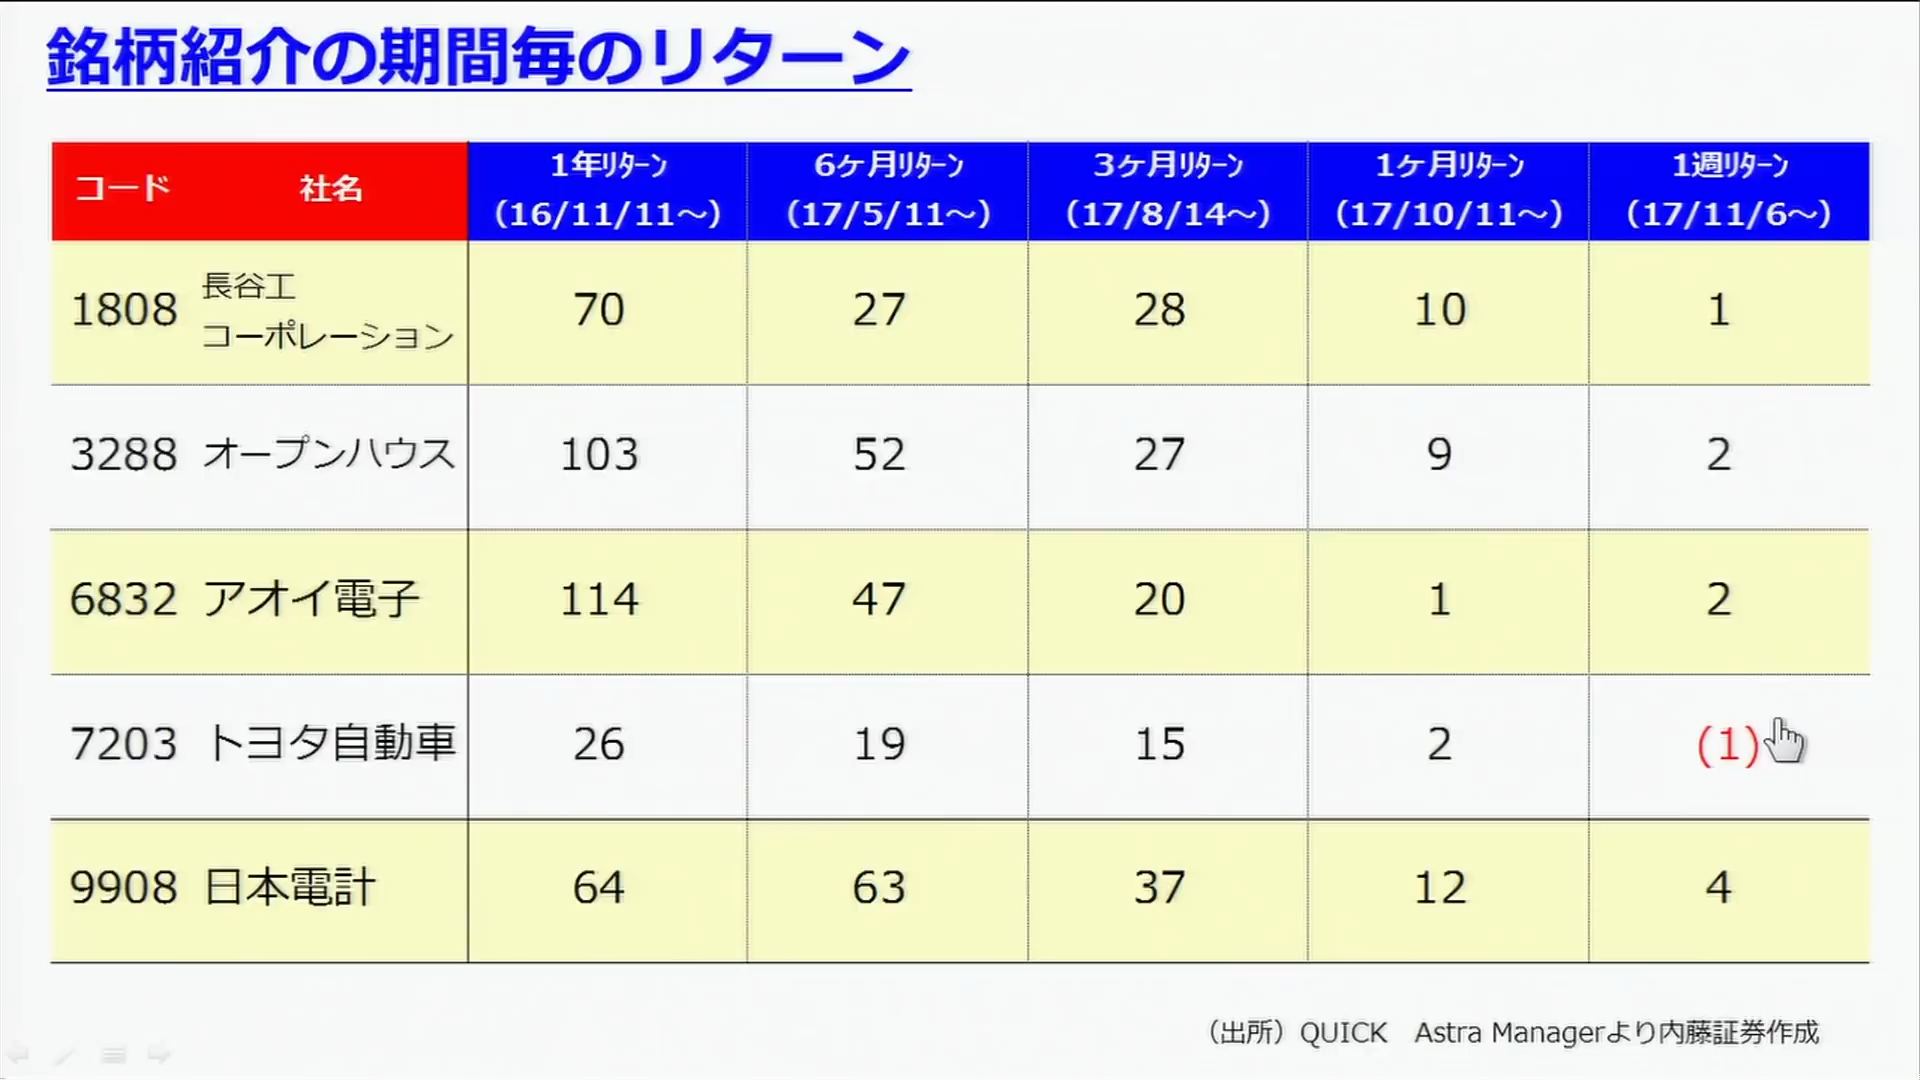 銘柄紹介の期間毎のリターン
コード 社名 1年ﾘﾀｰﾝ 6ヶ月ﾘﾀｰﾝ 3ヶ月ﾘﾀｰﾝ 1ヶ月ﾘﾀｰﾝ 1週ﾘﾀｰﾝ
（16/11/11～） （17/5/11～） （17/8/14～） （17/10/11～） （17/11/6～）
1808 長谷工 コーポレーション 70 27 28 10 1
3288 オープンハウス 103 52 27 9 2
6832 アオイ電子 114 47 20 1 2
7203 トヨタ自動車 26 19 15 2 (1)
9908 日本電計 64 63 37 12 4
（出所）QUICK　Astra Managerより内藤証券作成